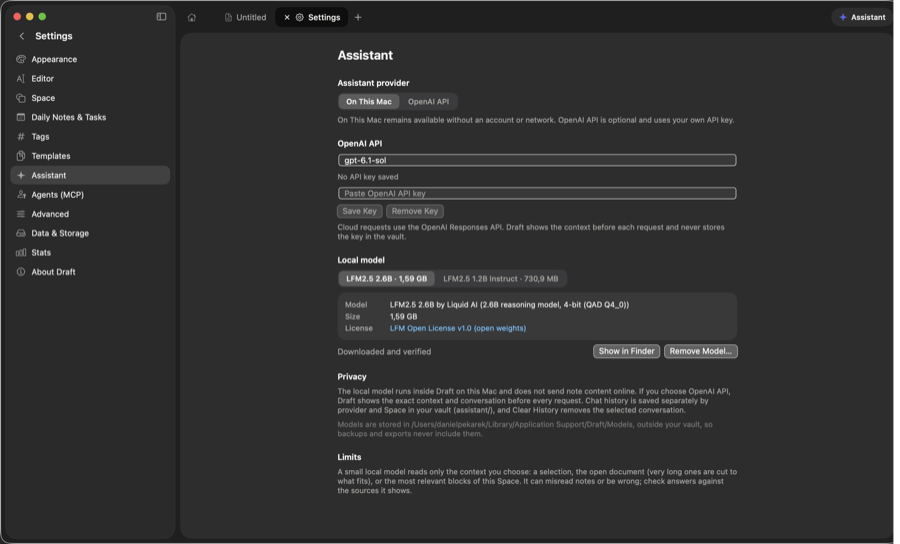 Untitled
Settings
Assistant
Settings
Appearance
Editor
Space
Daily Notes & Tasks
Tags
Templates
Assistant
Agents (MCP)
Advanced
Data & Storage
Stats
About Draft
Assistant
Assistant provider
On This Mac OpenAI API
On This Mac remains available without an account or network. OpenAI API is optional and uses your own API key.
OpenAI API
gpt-6.1-sol
No API key saved
Paste OpenAI API key
Save Key Remove Key
Cloud requests use the OpenAI Responses API. Draft shows the context before each request and never stores
the key in the vault.
Local model
LFM2.5 2.6B · 1,59 GB LFM2.5 1.2B Instruct · 730,9 MB
Model LFM2.5 2.6B by Liquid AI (2.6B reasoning model, 4-bit (QAD Q4_0))
Size 1,59 GB
License LFM Open License v1.0 (open weights)
Downloaded and verified Show in Finder Remove Model...
Privacy
The local model runs inside Draft on this Mac and does not send note content online. If you choose OpenAI API,
Draft shows the exact context and conversation before every request. Chat history is saved separately by
provider and Space in your vault (assistant/), and Clear History removes the selected conversation.
Models are stored in /Users/danielpekarek/Library/Application Support/Draft/Models, outside your vault, so
backups and exports never include them.
Limits
A small local model reads only the context you choose: a selection, the open document (very long ones are cut to
what fits), or the most relevant blocks of this Space. It can misread notes or be wrong; check answers against
the sources it shows.